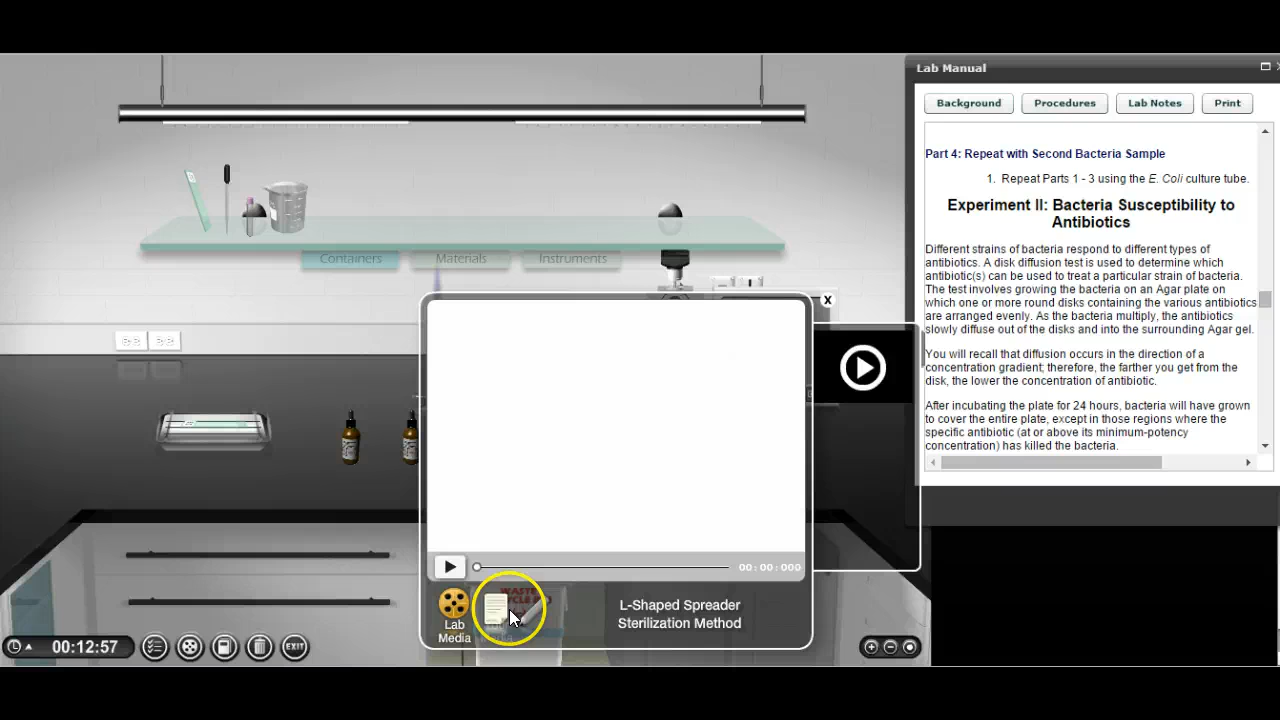 Lab Manual
Background
Procedures
Lab Notes
Print
Part 4: Repeat with Second Bacteria Sample
1. Repeat Parts 1 - 3 using the E. Coli culture tube.
Experiment II: Bacteria Susceptibility to
Antibiotics
Different strains of bacteria respond to different types of
antibiotics. A disk diffusion test is used to determine which
antibiotic(s) can be used to treat a particular strain of bacteria.
The test involves growing the bacteria on an Agar plate on
which one or more round disks containing the various antibiotics
are arranged evenly. As the bacteria multiply, the antibiotics
slowly diffuse out of the disks and into the surrounding Agar gel.
You will recall that diffusion occurs in the direction of a
concentration gradient; therefore, the farther you get from the
disk, the lower the concentration of antibiotic.
After incubating the plate for 24 hours, bacteria will have grown
to cover the entire plate, except in those regions where the
specific antibiotic (at or above its minimum-potency
concentration) has killed the bacteria.
Containers
Materials
Instruments
X
00:00:000
Lab
Media
WASTE
L-Shaped Spreader
Sterilization Method
00:12:57
EXIT